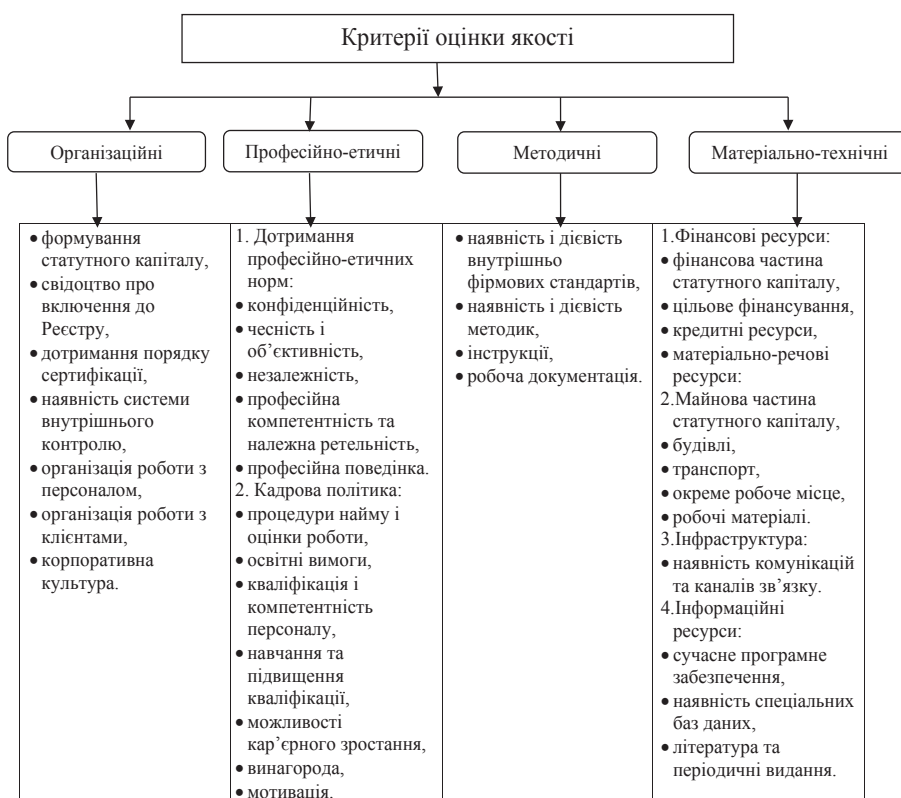 Критерії оцінки якості
Організаційні
Професійно-етичні
Методичні
Матеріально-технічні
• формування
статутного капіталу,
• свідоцтво про
включення до
Реєстру,
• дотримання порядку
сертифікації,
• наявність системи
внутрішнього
контролю,
• організація роботи з
персоналом,
• організація роботи з
клієнтами,
• корпоративна
культура.
1. Дотримання
професійно-етичних
норм:
• конфіденційність,
• чесність і
об’єктивність,
• незалежність,
• професійна
компетентність та
належна ретельність,
• професійна поведінка.
2. Кадрова політика:
• процедури найму і
оцінки роботи,
• освітні вимоги,
• кваліфікація і
компетентність
персоналу,
• навчання та
підвищення
кваліфікації,
• можливості
кар’єрного зростання,
• винагорода,
• мотивація.
• наявність і дієвість
внутрішньо
фірмових стандартів,
• наявність і дієвість
методик,
• інструкції,
• робоча документація.
1.Фінансові ресурси:
• фінансова частина
статутного капіталу,
• цільове фінансування,
• кредитні ресурси,
• матеріально-речові
ресурси:
2.Майнова частина
статутного капіталу,
• будівлі,
• транспорт,
• окреме робоче місце,
• робочі матеріалі.
3.Інфраструктура:
• наявність комунікацій
та каналів зв’язку.
4.Інформаційні
ресурси:
• сучасне програмне
забезпечення,
• наявність спеціальних
баз даних,
• література та
періодичні видання.